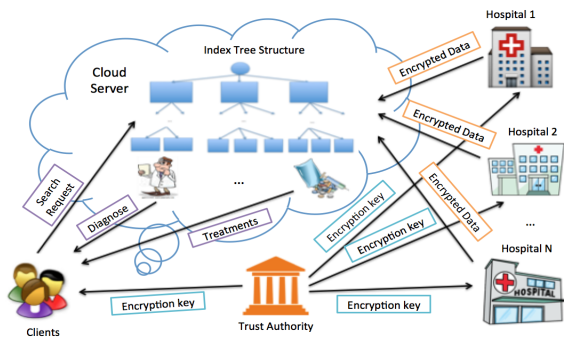 Hospital 1
Index Tree Structure
Cloud
Server
Encrypted Data
Encrypted Data
Hospital 2
...
...
Search
Request
Diagnose
...
Treatments
Encryption key
Encryption key
Encrypted Data
...
Hospital N
Encryption key
Encryption key
HOSPITAL
Clients
Trust Authority